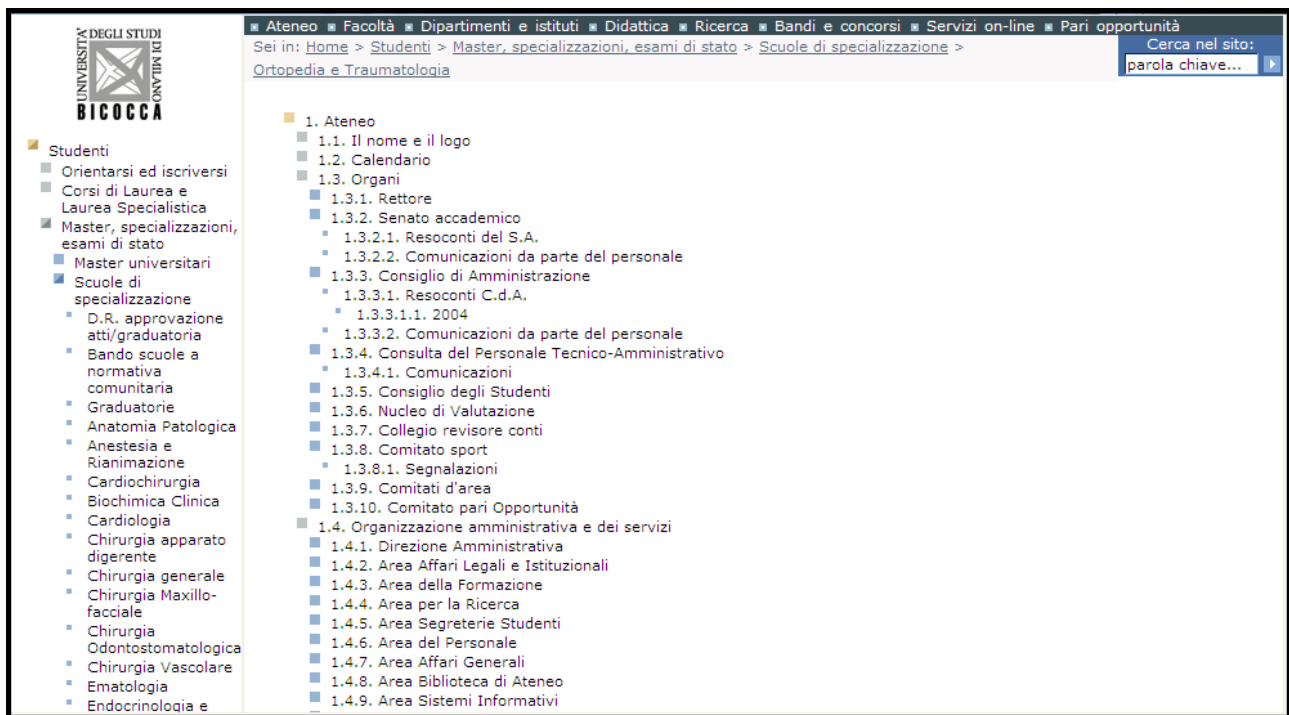 UNIVERSITÀ DEGLI STUDI DI MILANO
BICOCCA
Ateneo Facoltà Dipartimenti e istituti Didattica Ricerca Bandi e concorsi Servizi on-line Pari opportunità
Sei in: Home > Studenti > Master, specializzazioni, esami di stato > Scuole di specializzazione >
Ortopedia e Traumatologia
Cerca nel sito:
parola chiave...
Studenti
Orientarsi ed iscriversi
Corsi di Laurea e
Laurea Specialistica
Master, specializzazioni,
esami di stato
Master universitari
Scuole di
specializzazione
D.R. approvazione
atti/graduatoria
Bando scuole a
normativa
comunitaria
Graduatorie
Anatomia Patologica
Anestesia e
Rianimazione
Cardiochirurgia
Biochimica Clinica
Cardiologia
Chirurgia apparato
digerente
Chirurgia generale
Chirurgia Maxillo-
facciale
Chirurgia
Odontostomatologica
Chirurgia Vascolare
Ematologia
Endocrinologia e
1. Ateneo
1.1. Il nome e il logo
1.2. Calendario
1.3. Organi
1.3.1. Rettore
1.3.2. Senato accademico
1.3.2.1. Resoconti del S.A.
1.3.2.2. Comunicazioni da parte del personale
1.3.3. Consiglio di Amministrazione
1.3.3.1. Resoconti C.d.A.
1.3.3.1.1. 2004
1.3.3.2. Comunicazioni da parte del personale
1.3.4. Consulta del Personale Tecnico-Amministrativo
1.3.4.1. Comunicazioni
1.3.5. Consiglio degli Studenti
1.3.6. Nucleo di Valutazione
1.3.7. Collegio revisore conti
1.3.8. Comitato sport
1.3.8.1. Segnalazioni
1.3.9. Comitati d'area
1.3.10. Comitato pari Opportunità
1.4. Organizzazione amministrativa e dei servizi
1.4.1. Direzione Amministrativa
1.4.2. Area Affari Legali e Istituzionali
1.4.3. Area della Formazione
1.4.4. Area per la Ricerca
1.4.5. Area Segreterie Studenti
1.4.6. Area del Personale
1.4.7. Area Affari Generali
1.4.8. Area Biblioteca di Ateneo
1.4.9. Area Sistemi Informativi